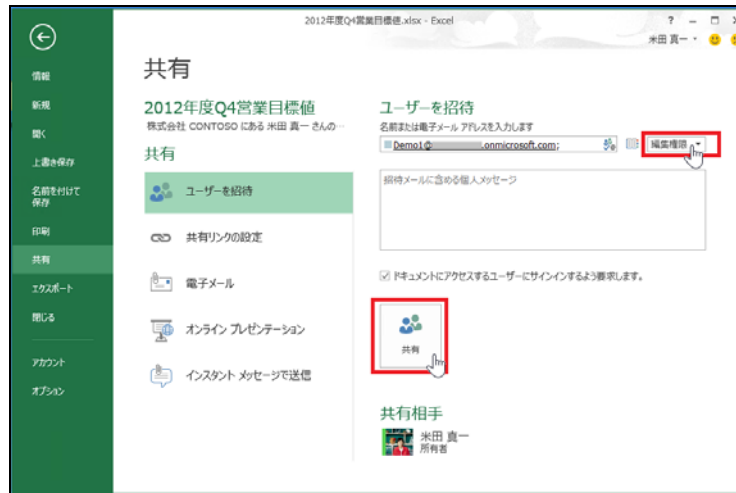 2012年度Q4営業目標値.xlsx - Excel
?
米田 真一
情報
新規
開く
上書き保存
名前を付けて
保存
印刷
共有
エクスポート
閉じる
アカウント
オプション
共有
2012年度Q4営業目標値
株式会社 CONTOSO にある 米田 真一 さんの…
共有
ユーザーを招待
共有リンクの設定
電子メール
オンライン プレゼンテーション
インスタント メッセージで送信
ユーザーを招待
名前または電子メール アドレスを入力します
Demo1@ .onmicrosoft.com;
編集権限
招待メールに含める個人メッセージ
ドキュメントにアクセスするユーザーにサインインするよう要求します。
共有
共有相手
米田 真一
所有者